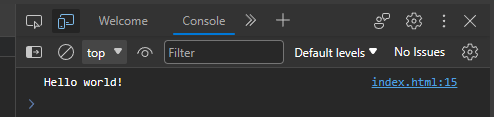 Welcome Console
top Filter Default levels No Issues
Hello world! index.html:15